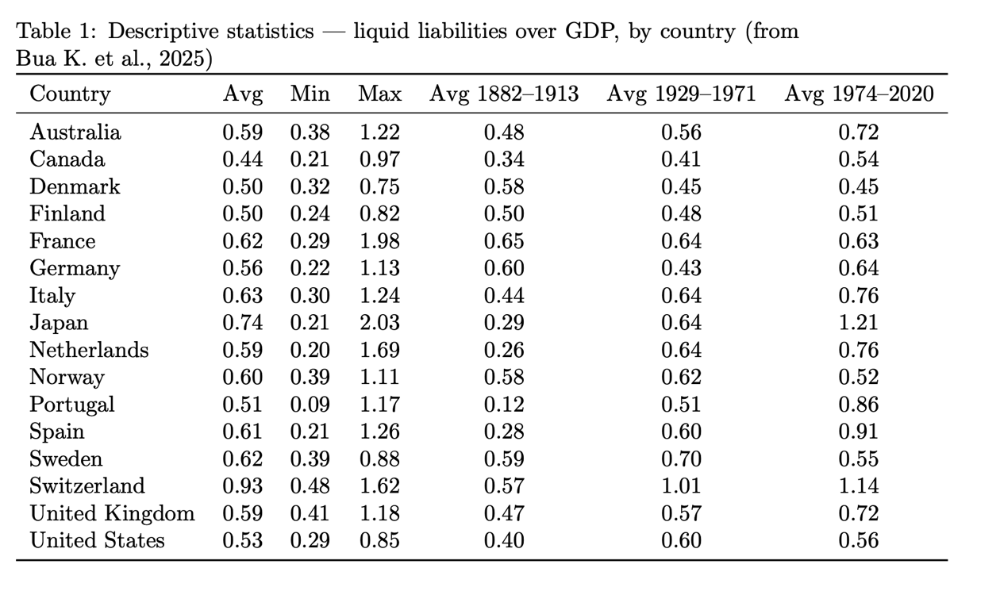 Table 1: Descriptive statistics — liquid liabilities over GDP, by country (from
Bua K. et al., 2025)
Country Avg Min Max Avg 1882–1913 Avg 1929–1971 Avg 1974–2020
Australia 0.59 0.38 1.22 0.48 0.56 0.72
Canada 0.44 0.21 0.97 0.34 0.41 0.54
Denmark 0.50 0.32 0.75 0.58 0.45 0.45
Finland 0.50 0.24 0.82 0.50 0.48 0.51
France 0.62 0.29 1.98 0.65 0.64 0.63
Germany 0.56 0.22 1.13 0.60 0.43 0.64
Italy 0.63 0.30 1.24 0.44 0.64 0.76
Japan 0.74 0.21 2.03 0.29 0.64 1.21
Netherlands 0.59 0.20 1.69 0.26 0.64 0.76
Norway 0.60 0.39 1.11 0.58 0.62 0.52
Portugal 0.51 0.09 1.17 0.12 0.51 0.86
Spain 0.61 0.21 1.26 0.28 0.60 0.91
Sweden 0.62 0.39 0.88 0.59 0.70 0.55
Switzerland 0.93 0.48 1.62 0.57 1.01 1.14
United Kingdom 0.59 0.41 1.18 0.47 0.57 0.72
United States 0.53 0.29 0.85 0.40 0.60 0.56